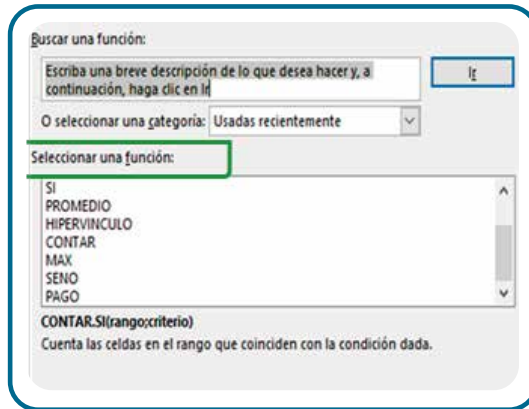 Buscar una función:
Escriba una breve descripción de lo que desea hacer y, a
continuación, haga clic en Ir
Ir
O seleccionar una categoría: Usadas recientemente
Seleccionar una función:
SI
PROMEDIO
HIPERVINCULO
CONTAR
MAX
SENO
PAGO
CONTAR.SI(rango;criterio)
Cuenta las celdas en el rango que coinciden con la condición dada.